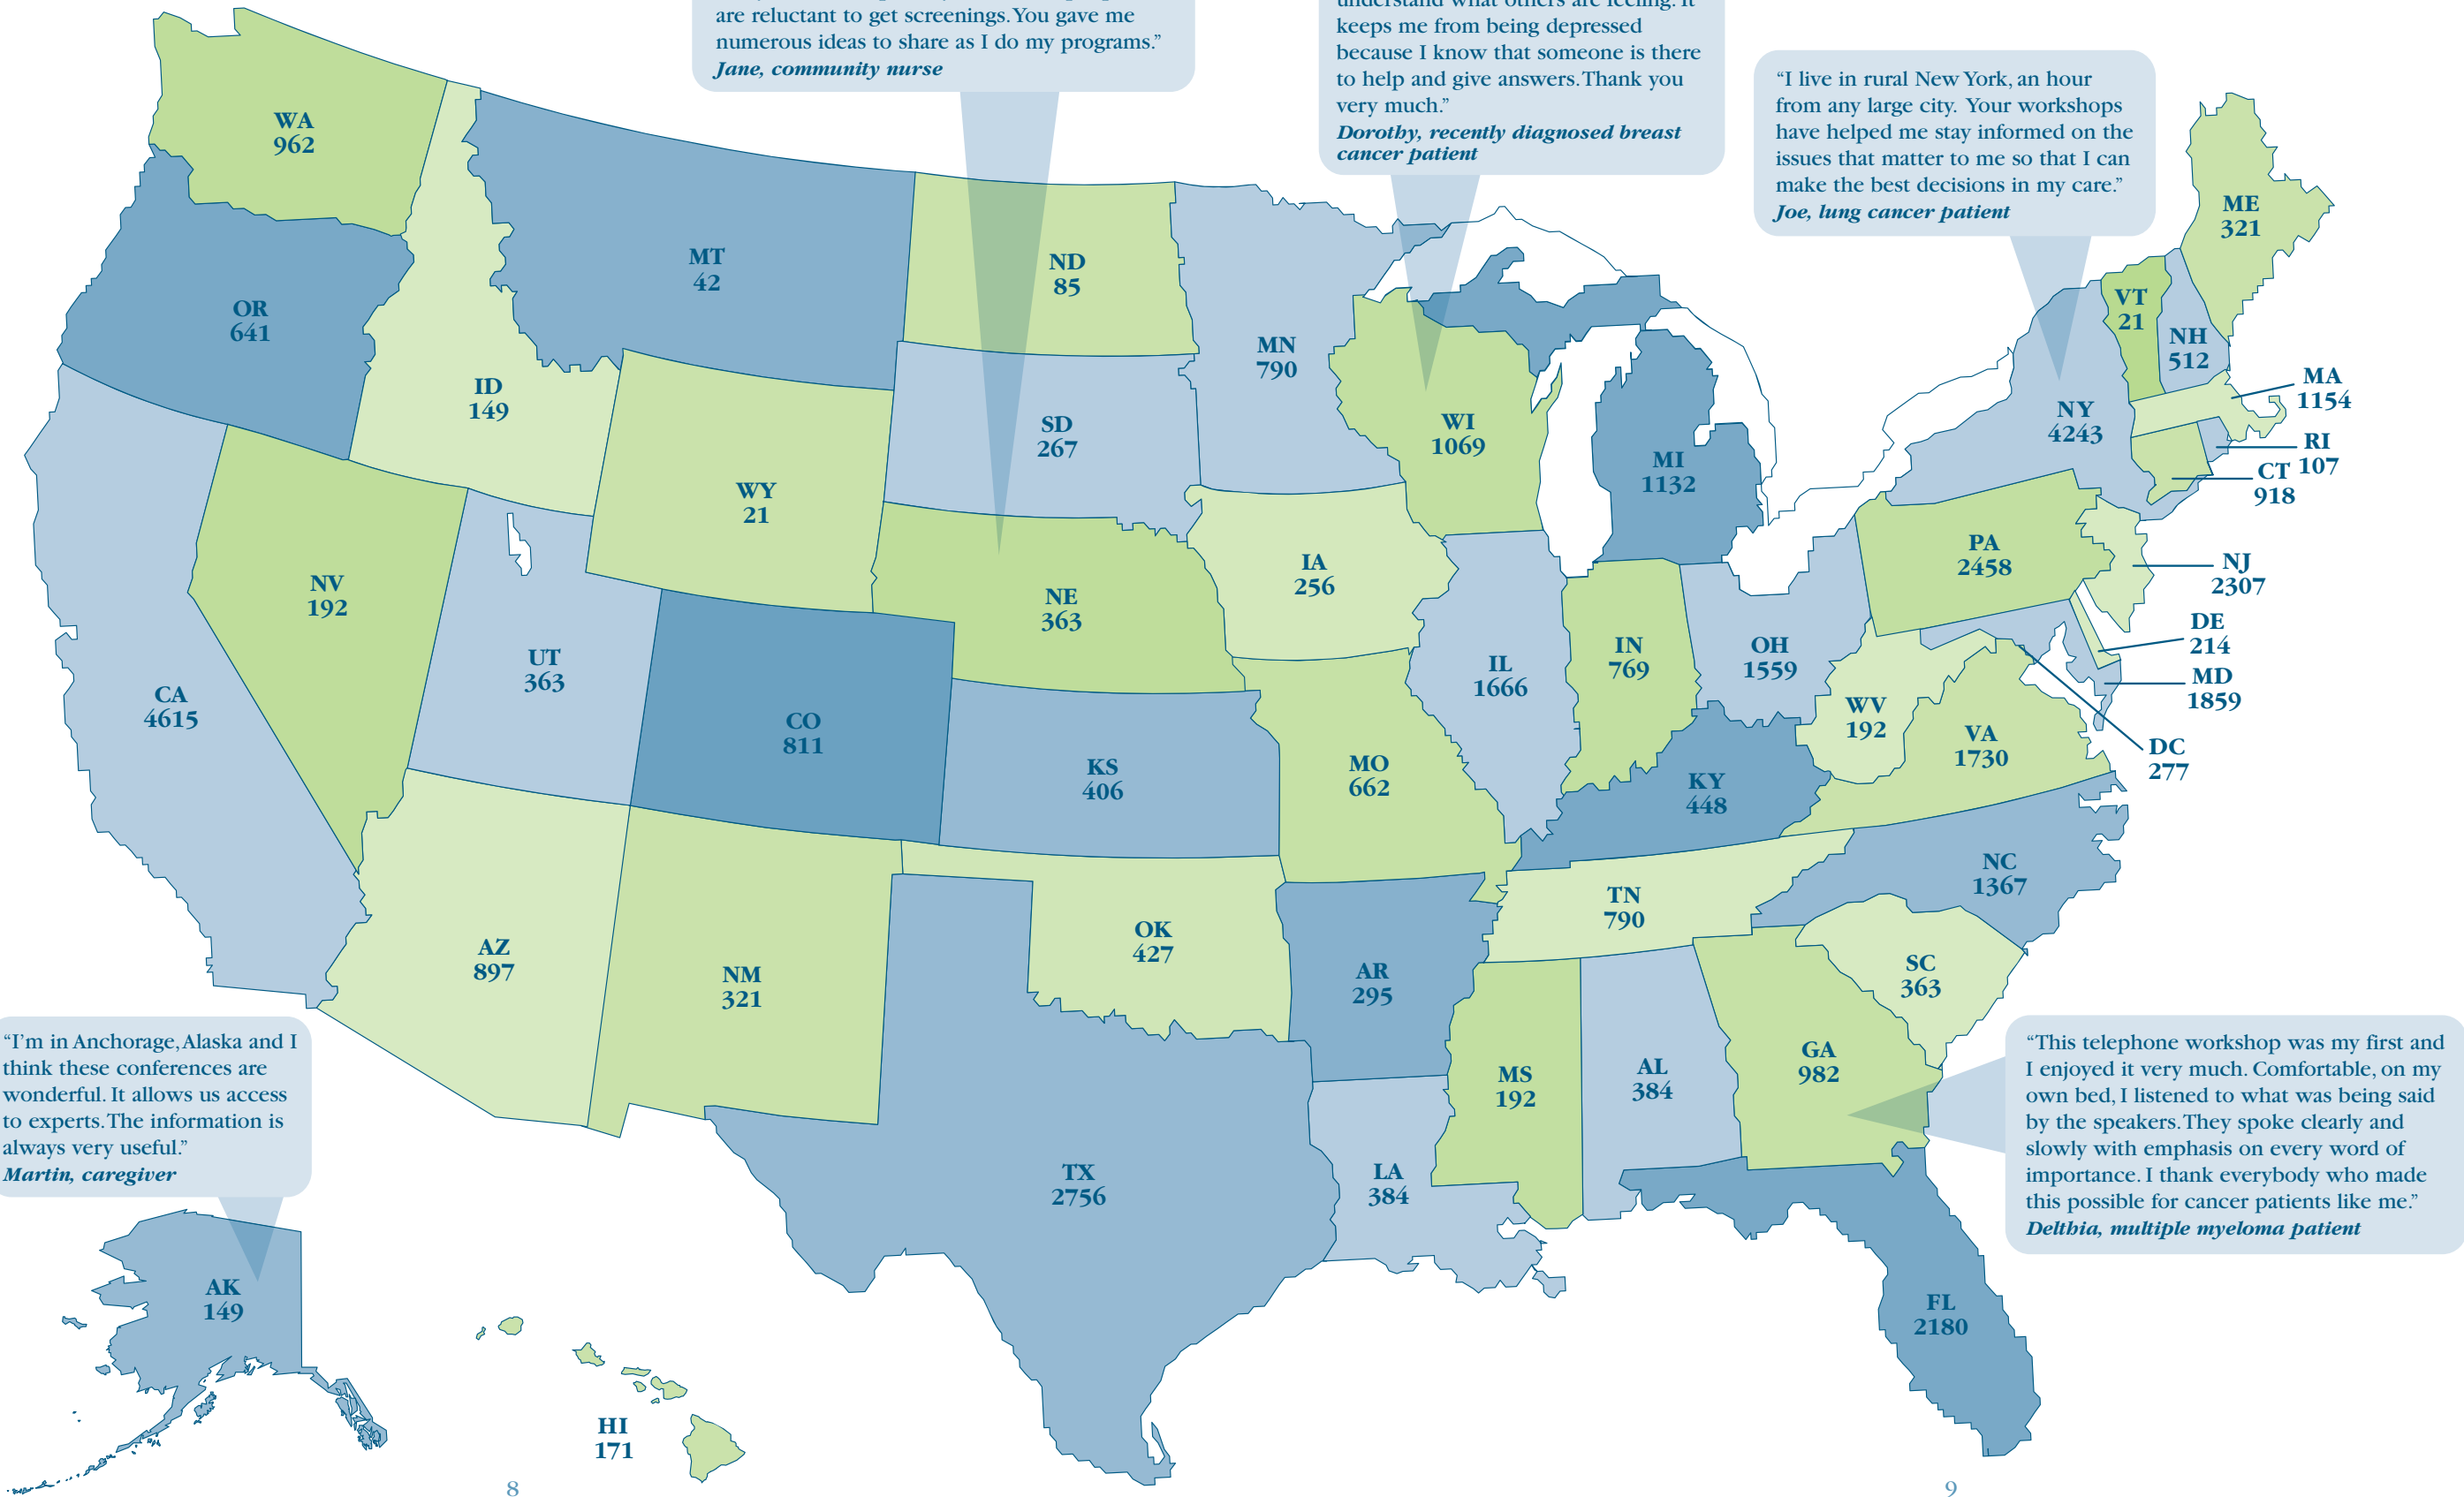 are reluctant to get screenings. You gave me
numerous ideas to share as I do my programs.”
Jane, community nurse
understand what others are feeling. It
keeps me from being depressed
because I know that someone is there
to help and give answers. Thank you
very much.”
Dorothy, recently diagnosed breast
cancer patient
“I live in rural New York, an hour
from any large city. Your workshops
have helped me stay informed on the
issues that matter to me so that I can
make the best decisions in my care.”
Joe, lung cancer patient
WA
962
OR
641
ID
149
MT
42
ND
85
MN
790
SD
267
WY
21
WI
1069
MI
1132
ME
321
VT
21
NH
512
MA
1154
NY
4243
RI
107
CT
918
NV
192
UT
363
CA
4615
CO
811
NE
363
IA
256
IL
1666
IN
769
OH
1559
PA
2458
NJ
2307
DE
214
MD
1859
DC
277
WV
192
VA
1730
KS
406
MO
662
KY
448
NC
1367
TN
790
AZ
897
NM
321
OK
427
AR
295
SC
363
MS
192
AL
384
GA
982
TX
2756
LA
384
FL
2180
“I’m in Anchorage, Alaska and I
think these conferences are
wonderful. It allows us access
to experts. The information is
always very useful.”
Martin, caregiver
“This telephone workshop was my first and
I enjoyed it very much. Comfortable, on my
own bed, I listened to what was being said
by the speakers. They spoke clearly and
slowly with emphasis on every word of
importance. I thank everybody who made
this possible for cancer patients like me.”
Delthia, multiple myeloma patient
AK
149
HI
171
8
9